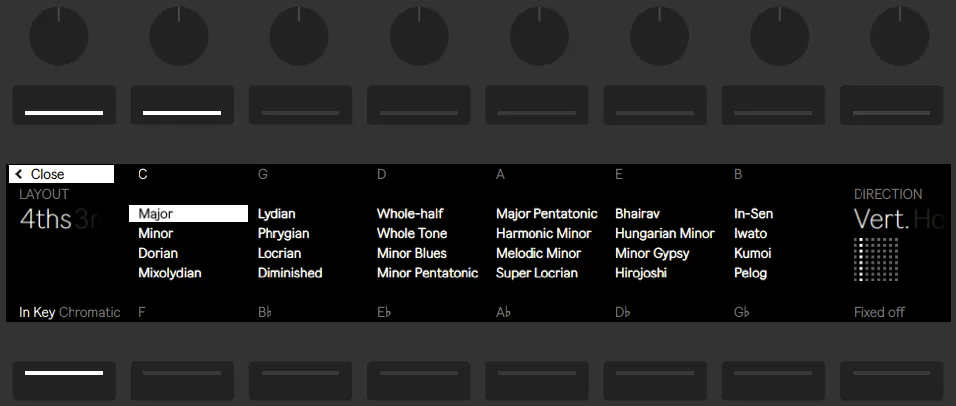 Close C G D A E B
LAYOUT DIRECTION
4ths 3r Vert. Ho
Major Lydian Whole-half Major Pentatonic Bhairav In-Sen
Minor Phrygian Whole Tone Harmonic Minor Hungarian Minor Iwato
Dorian Locrian Minor Blues Melodic Minor Minor Gypsy Kumoi
Mixolydian Diminished Minor Pentatonic Super Locrian Hirojoshi Pelog
In Key Chromatic F B♭ E♭ A♭ D♭ G♭ Fixed off